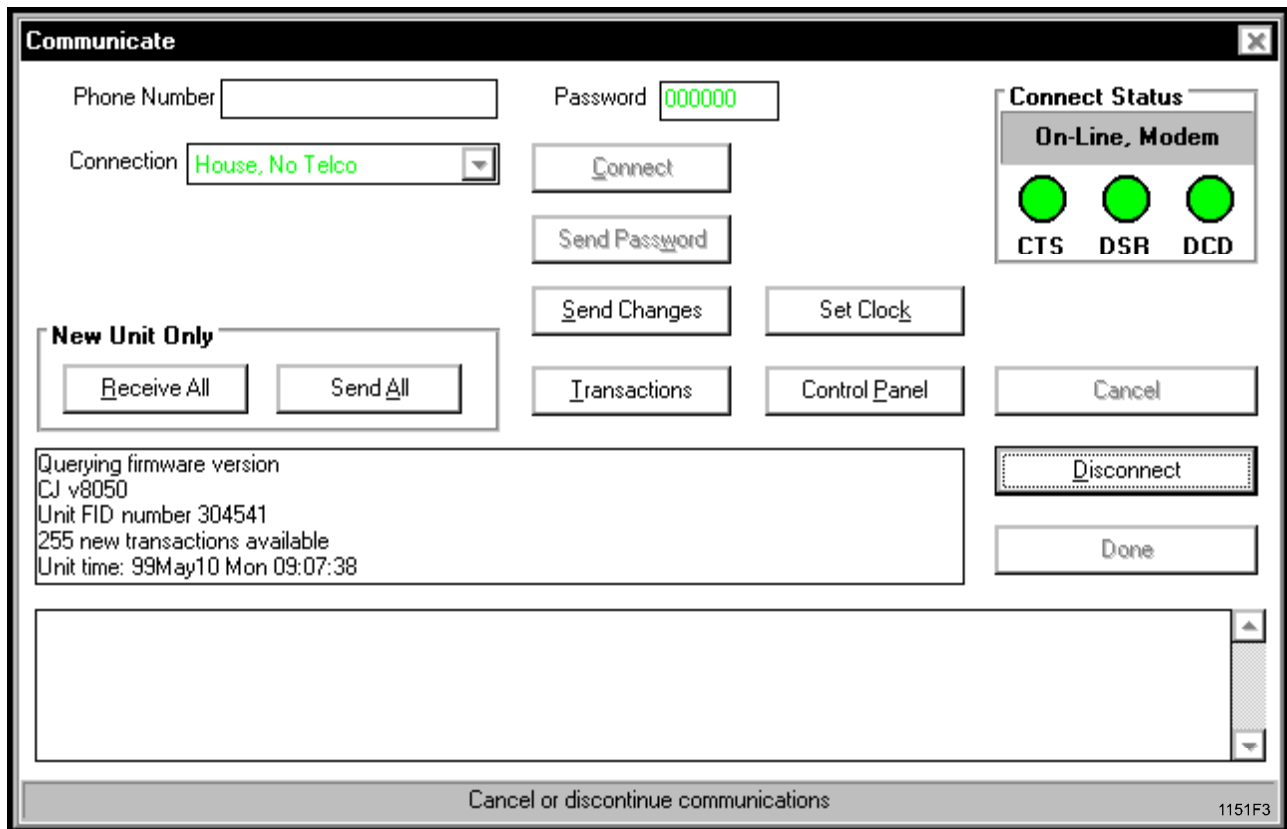 Communicate
Phone Number
Password 000000
Connect Status
On-Line, Modem
CTS DSR DCD
Connection House, No Telco
Connect
Send Password
Send Changes Set Clock
New Unit Only
Receive All Send All
Transactions Control Panel Cancel
Querying firmware version
CJ v8050
Unit FID number 304541
255 new transactions available
Unit time: 99May10 Mon 09:07:38
Disconnect
Done
Cancel or discontinue communications
1151F3